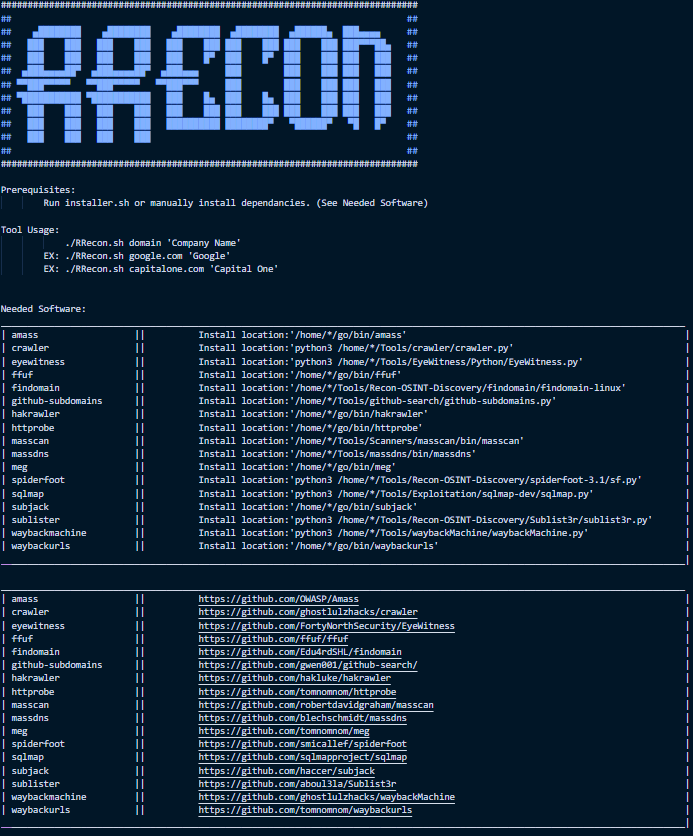 ###############################################################################
RRECON
###############################################################################
Prerequisites:
Run installer.sh or manually install dependancies. (See Needed Software)
Tool Usage:
./RRecon.sh domain 'Company Name'
EX: ./RRecon.sh google.com 'Google'
EX: ./RRecon.sh capitalone.com 'Capital One'
Needed Software:
| amass || Install location:'/home/*/go/bin/amass' |
| crawler || Install location:'python3 /home/*/Tools/crawler/crawler.py'
| eyewitness || Install location:'python3 /home/*/Tools/EyeWitness/Python/EyeWitness.py' |
| ffuf || Install location:'/home/*/go/bin/ffuf' |
| findomain || Install location:'/home/*/Tools/Recon-OSINT-Discovery/findomain/findomain-linux' |
| github-subdomains || Install location:'/home/*/Tools/github-search/github-subdomains.py' |
| hakrawler || Install location:'/home/*/go/bin/hakrawler' |
| httprobe || Install location:'/home/*/go/bin/httprobe' |
| masscan || Install location:'/home/*/Tools/Scanners/masscan/bin/masscan' |
| massdns || Install location:'/home/*/Tools/massdns/bin/massdns' |
| meg || Install location:'/home/*/go/bin/meg' |
| spiderfoot || Install location:'python3 /home/*/Tools/Recon-OSINT-Discovery/spiderfoot-3.1/sf.py' |
| sqlmap || Install location:'python3 /home/*/Tools/Exploitation/sqlmap-dev/sqlmap.py' |
| subjack || Install location:'/home/*/go/bin/subjack' |
| sublister || Install location:'python3 /home/*/Tools/Recon-OSINT-Discovery/Sublist3r/sublist3r.py' |
| waybackmachine || Install location:'python3 /home/*/Tools/waybackMachine/wayBackMachine.py' |
| waybackurls || Install location:'/home/*/go/bin/waybackurls' |
| amass || https://github.com/OWASP/Amass |
| crawler || https://github.com/ghostlulzhacks/crawler |
| eyewitness || https://github.com/FortyNorthSecurity/EyeWitness |
| ffuf || https://github.com/ffuf/ffuf |
| findomain || https://github.com/Edu4rdSHL/findomain |
| github-subdomains || https://github.com/gwen001/github-search/ |
| hakrawler || https://github.com/hakluke/hakrawler |
| httprobe || https://github.com/tomnomnom/httprobe |
| masscan || https://github.com/robertdavidgraham/masscan |
| massdns || https://github.com/blechschmidt/massdns |
| meg || https://github.com/tomnomnom/meg |
| spiderfoot || https://github.com/smicallef/spiderfoot |
| sqlmap || https://github.com/sqlmapproject/sqlmap |
| subjack || https://github.com/haccer/subjack |
| sublister || https://github.com/aboul3la/Sublist3r |
| waybackmachine || https://github.com/ghostlulzhacks/waybackMachine |
| waybackurls || https://github.com/tomnomnom/waybackurls |